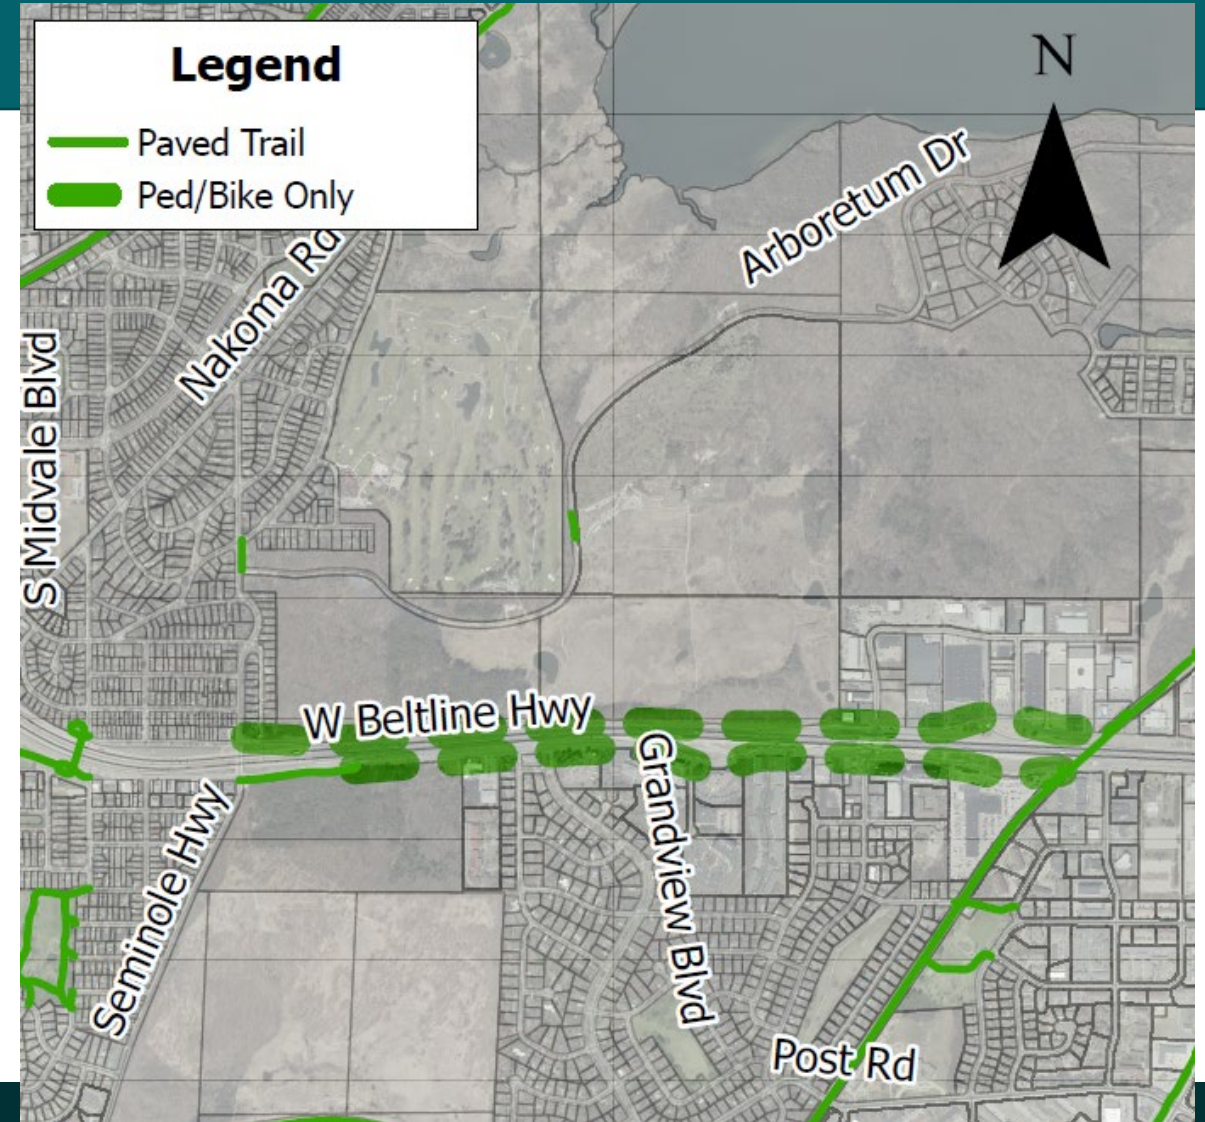 Legend
Paved Trail
Ped/Bike Only
N
Arboretum Dr
Nakoma Rd
S Midvale Blvd
W Beltline Hwy
Grandview Blvd
Seminole Hwy
Post Rd